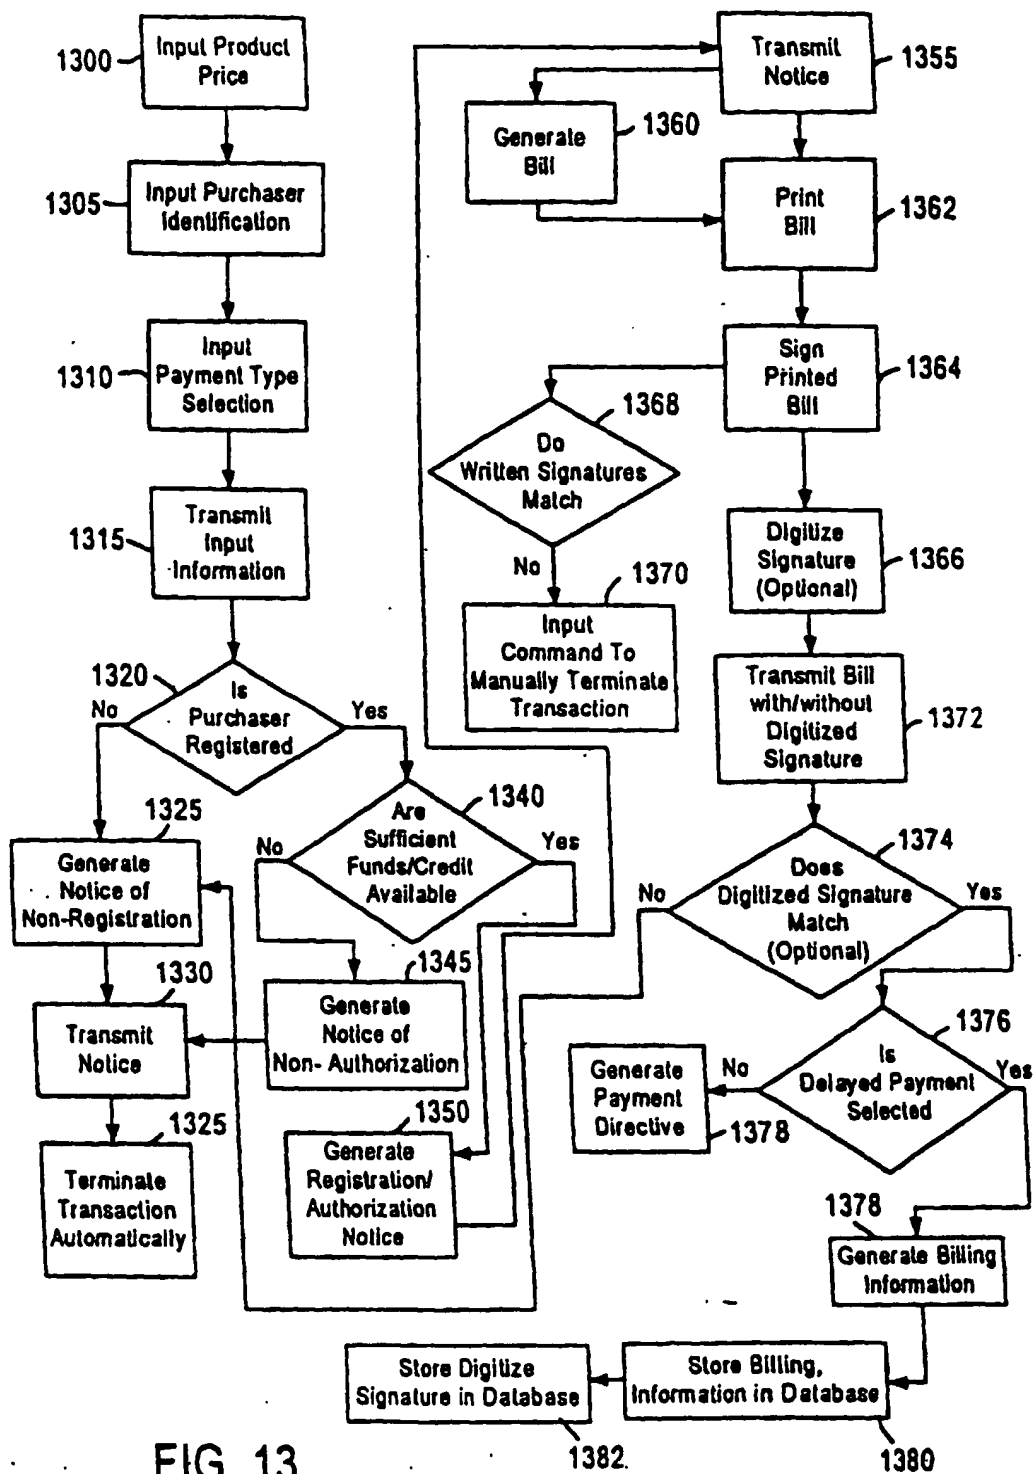 1300
Input Product
Price
1305
Input Purchaser
Identification
1310
Input
Payment Type
Selection
1315
Transmit
Input
Information
1320
Is
Purchaser
Registered
No
Yes
1325
Generate
Notice of
Non-Registration
1330
Transmit
Notice
1325
Terminate
Transaction
Automatically
1340
Are
Sufficient
Funds/Credit
Available
No
Yes
1345
Generate
Notice of
Non- Authorization
1350
Generate
Registration/
Authorization
Notice
Transmit
Notice
1355
1360
Generate
Bill
Print
Bill
1362
Sign
Printed
Bill
1364
1368
Do
Written Signatures
Match
No
1370
Input
Command To
Manually Terminate
Transaction
Digitize
Signature
(Optional)
1366
Transmit Bill
with/without
Digitized
Signature
1372
1374
Does
Digitized Signature
Match
(Optional)
No
Yes
1376
Is
Delayed Payment
Selected
No
Yes
Generate
Payment
Directive
1378
1378
Generate Billing
Information
Store Billing,
Information in Database
1380
Store Digitize
Signature in Database
1382
FIG. 13